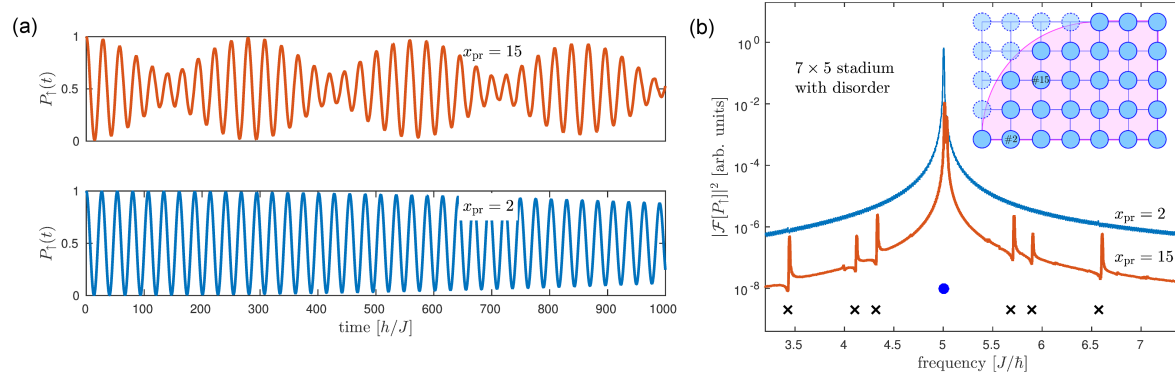 (a)
1
0.5
0
P↑(t)
x_pr = 15
1
0.5
0
P↑(t)
x_pr = 2
0 100 200 300 400 500 600 700 800 900 1000
time [h/J]
(b)
|F[P↑]|² [arb. units]
10^0
10^-2
10^-4
10^-6
10^-8
7 × 5 stadium
with disorder
#15
#2
x_pr = 2
x_pr = 15
3.5 4 4.5 5 5.5 6 6.5 7
frequency [J/ħ]